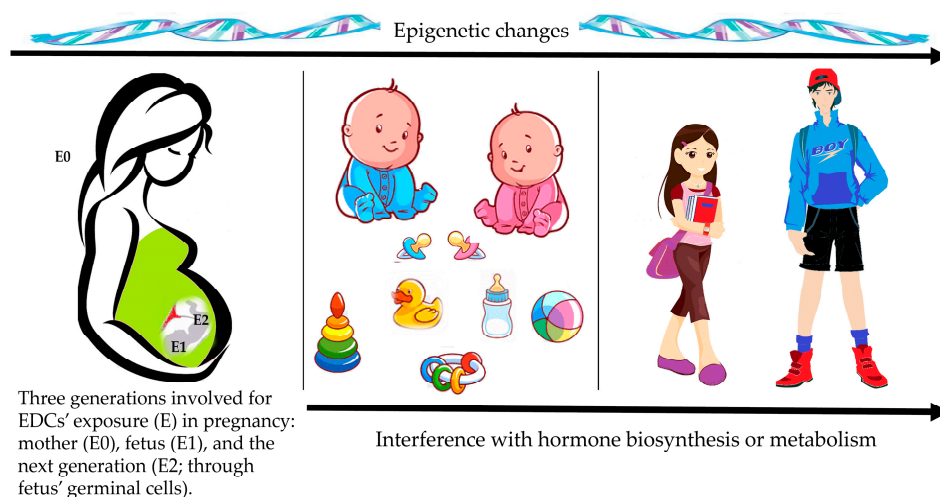 Epigenetic changes
E0
E2
E1
BOY
Three generations involved for
EDCs' exposure (E) in pregnancy:
mother (E0), fetus (E1), and the
next generation (E2; through
fetus' germinal cells).
Interference with hormone biosynthesis or metabolism